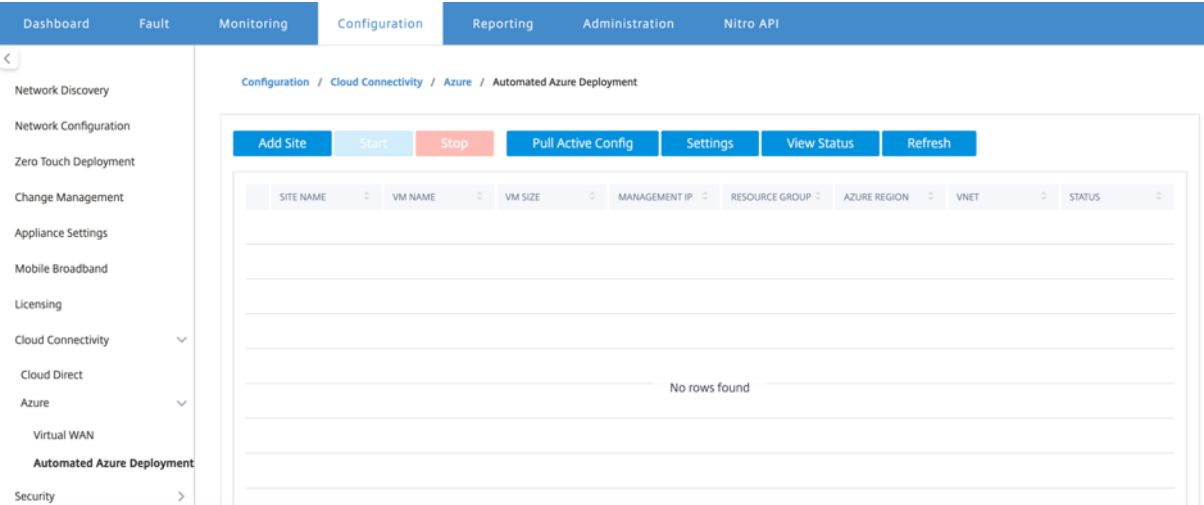 Dashboard Fault Monitoring Configuration Reporting Administration Nitro API
Network Discovery
Network Configuration
Zero Touch Deployment
Change Management
Appliance Settings
Mobile Broadband
Licensing
Cloud Connectivity
Cloud Direct
Azure
Virtual WAN
Automated Azure Deployment
Security
Configuration / Cloud Connectivity / Azure / Automated Azure Deployment
Add Site Start Stop Pull Active Config Settings View Status Refresh
SITE NAME VM NAME VM SIZE MANAGEMENT IP RESOURCE GROUP AZURE REGION VNET STATUS
No rows found